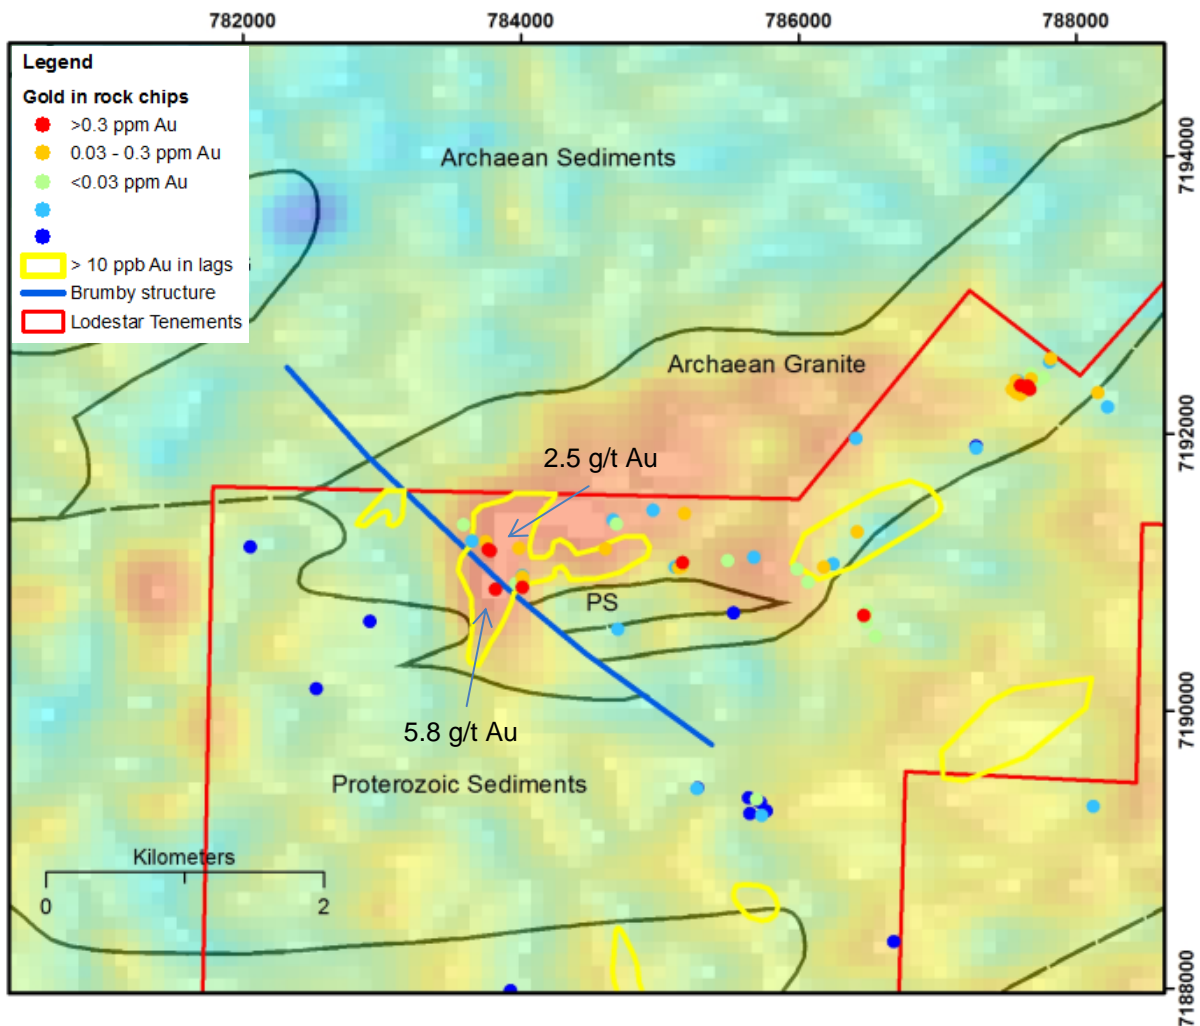 782000
784000
786000
788000
Legend
Gold in rock chips
>0.3 ppm Au
0.03 - 0.3 ppm Au
<0.03 ppm Au
> 10 ppb Au in lags
Brumby structure
Lodestar Tenements
Archaean Sediments
7194000
Archaean Granite
7192000
2.5 g/t Au
PS
7190000
5.8 g/t Au
Proterozoic Sediments
Kilometers
0
2
7188000